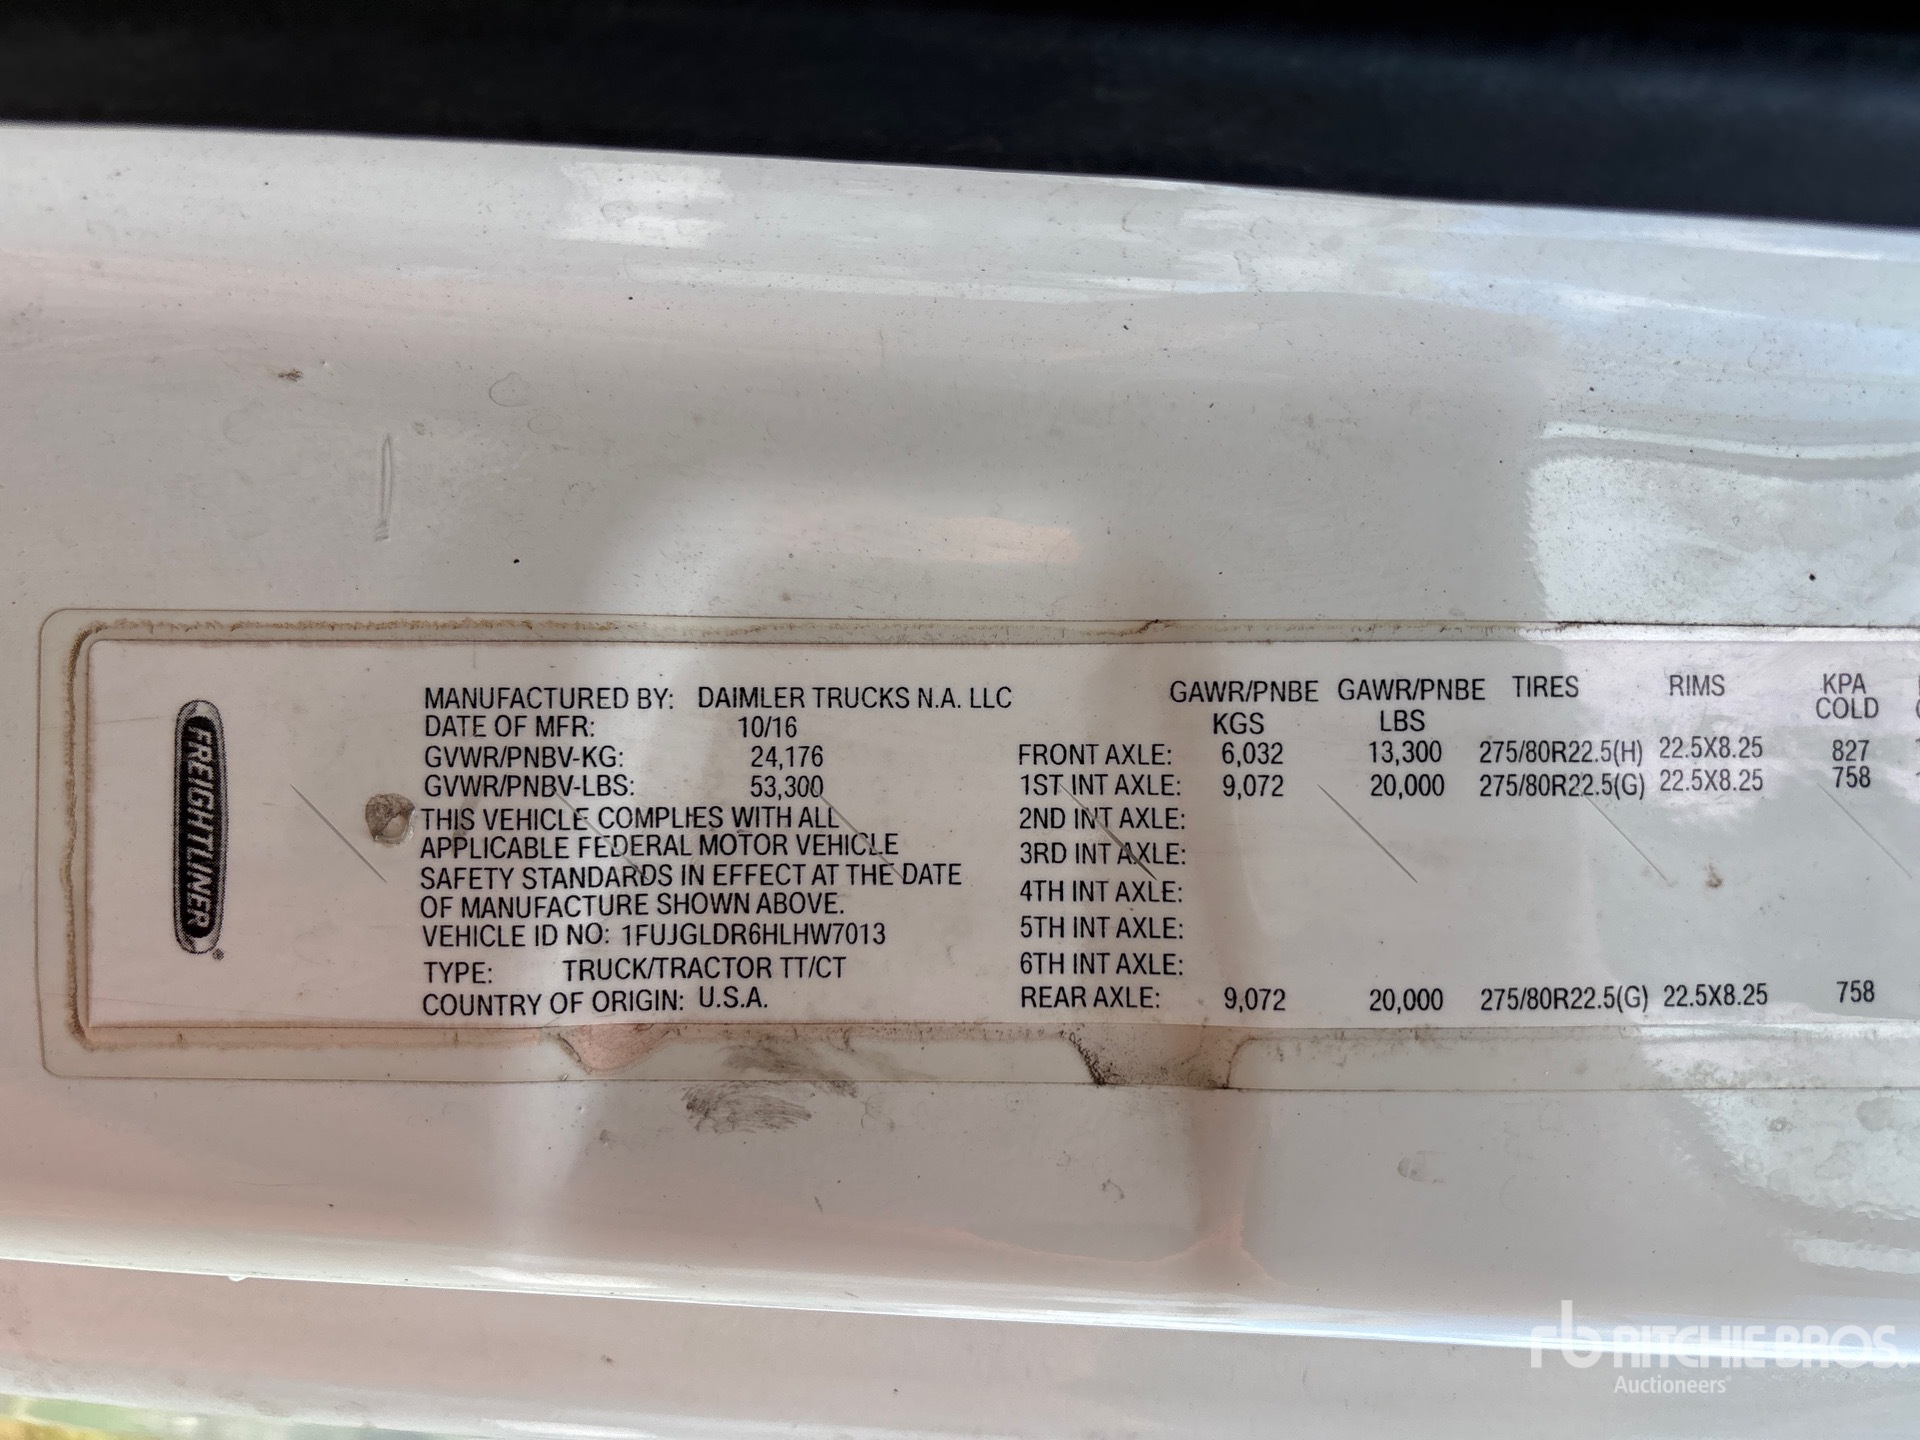 FREIGHTLINER®
MANUFACTURED BY: DAIMLER TRUCKS N.A. LLC
DATE OF MFR: 10/16
GVWR/PNBV-KG: 24,176
GVWR/PNBV-LBS: 53,300
THIS VEHICLE COMPLIES WITH ALL
APPLICABLE FEDERAL MOTOR VEHICLE
SAFETY STANDARDS IN EFFECT AT THE DATE
OF MANUFACTURE SHOWN ABOVE.
VEHICLE ID NO: 1FUJGLDR6HLHW7013
TYPE: TRUCK/TRACTOR TT/CT
COUNTRY OF ORIGIN: U.S.A.
GAWR/PNBE GAWR/PNBE TIRES RIMS KPA
KGS LBS COLD
FRONT AXLE: 6,032 13,300 275/80R22.5(H) 22.5X8.25 827
1ST INT AXLE: 9,072 20,000 275/80R22.5(G) 22.5X8.25 758
2ND INT AXLE:
3RD INT AXLE:
4TH INT AXLE:
5TH INT AXLE:
6TH INT AXLE:
REAR AXLE: 9,072 20,000 275/80R22.5(G) 22.5X8.25 758
rb RITCHIE BROS.
Auctioneers